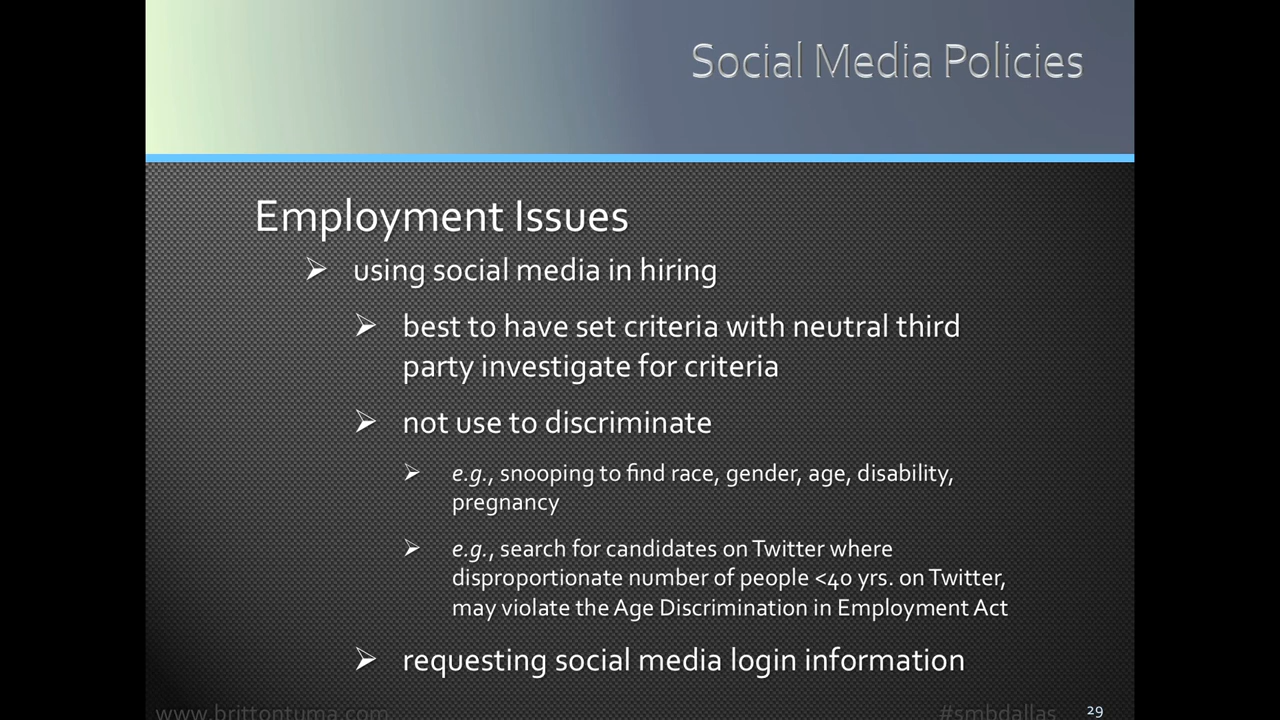 Social Media Policies
Employment Issues
➢ using social media in hiring
➢ best to have set criteria with neutral third
party investigate for criteria
➢ not use to discriminate
➢ e.g., snooping to find race, gender, age, disability,
pregnancy
➢ e.g., search for candidates on Twitter where
disproportionate number of people <40 yrs. on Twitter,
may violate the Age Discrimination in Employment Act
➢ requesting social media login information
www.brittontuma.com #smbdallas 29